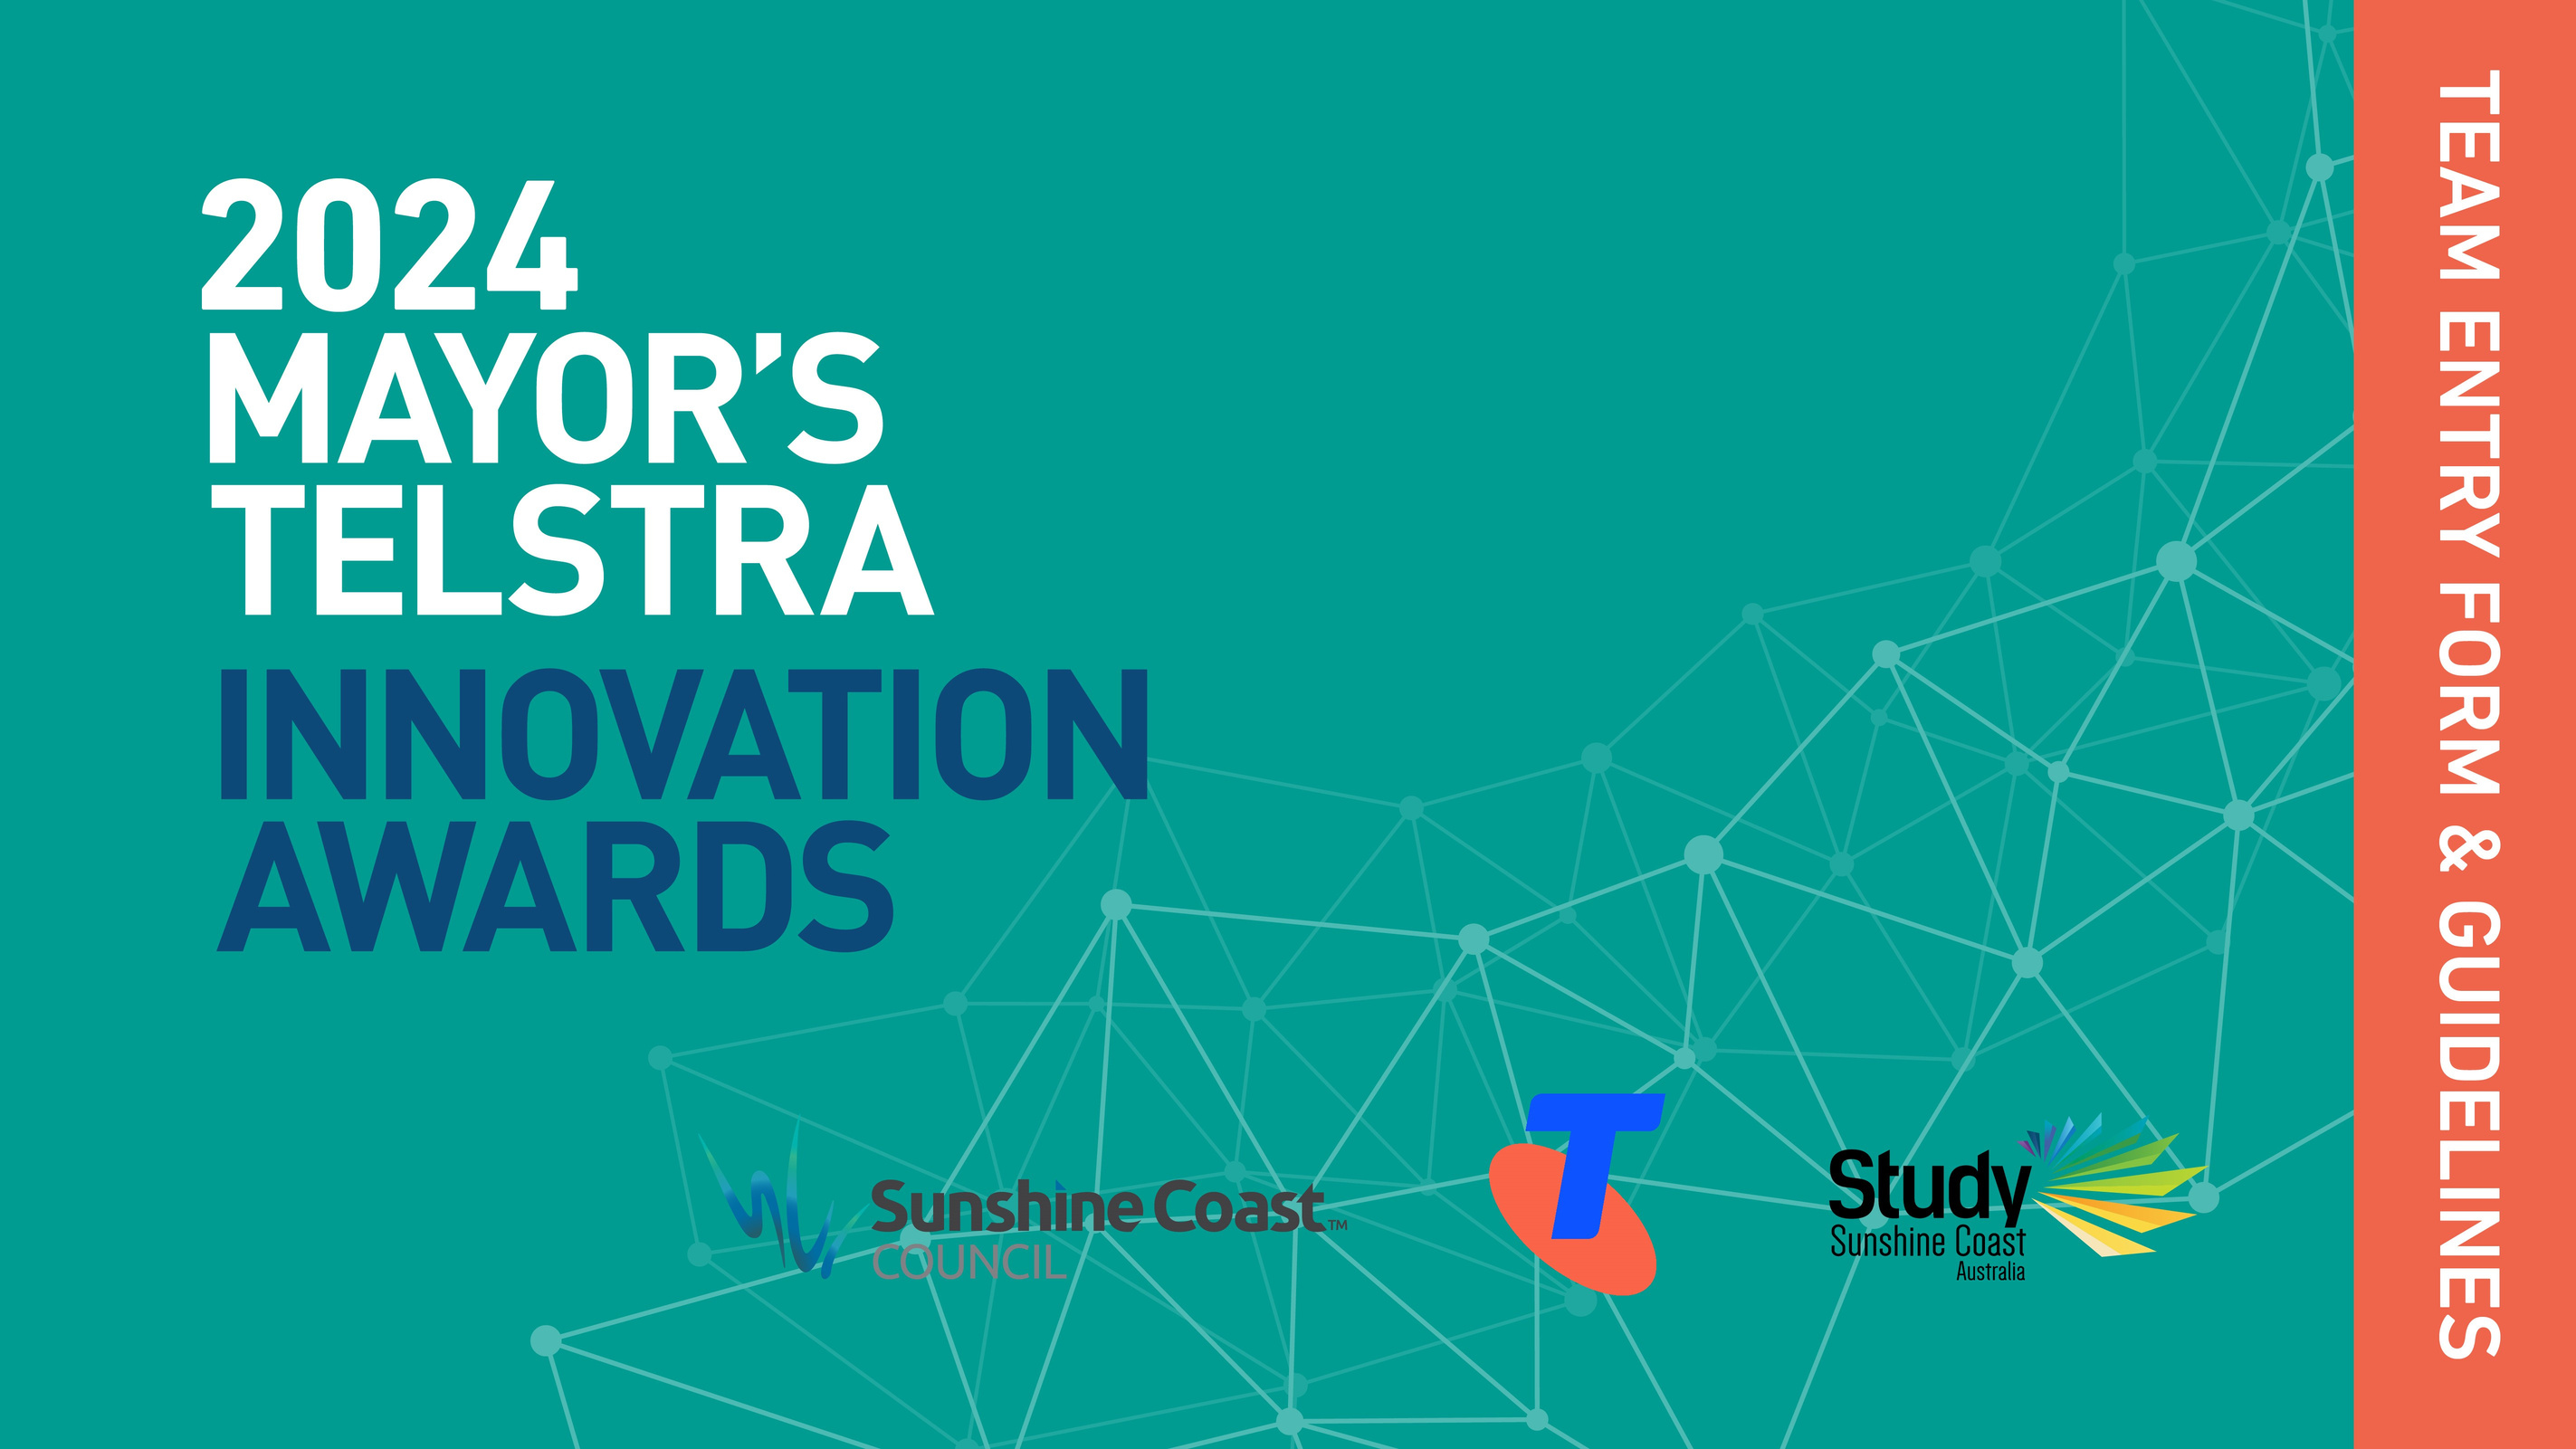 2024
MAYOR'S
TELSTRA
INNOVATION
AWARDS
Sunshine Coast™
COUNCIL
T
Study
Sunshine Coast
Australia
TEAM ENTRY FORM & GUIDELINES